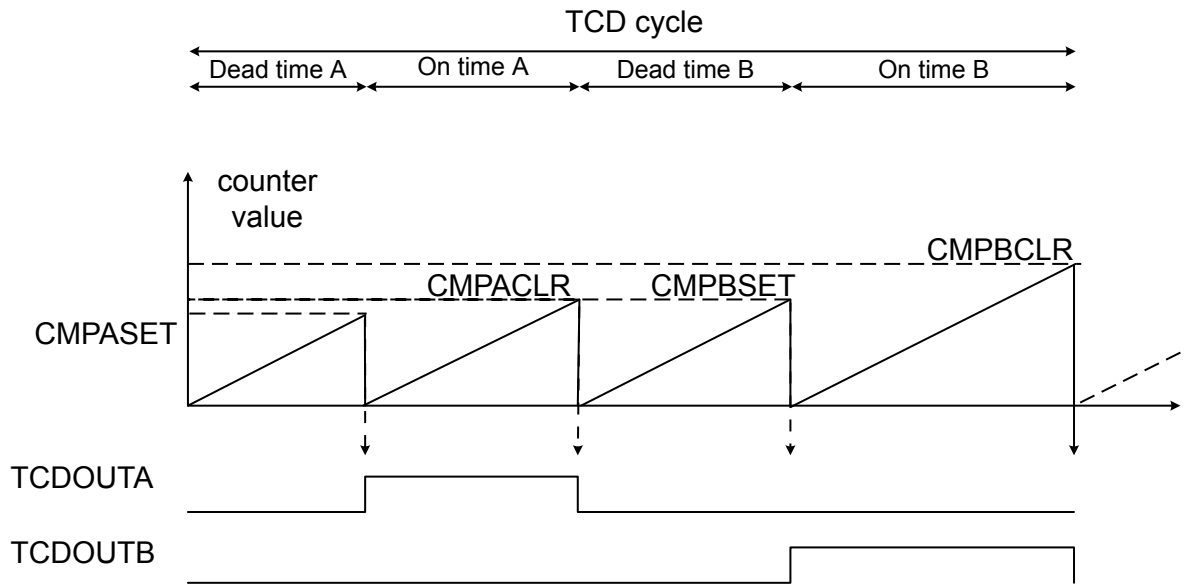 TCD cycle
Dead time A
On time A
Dead time B
On time B
counter
value
CMPBCLR
CMPACLR
CMPBSET
CMPASET
TCDOUTA
TCDOUTB